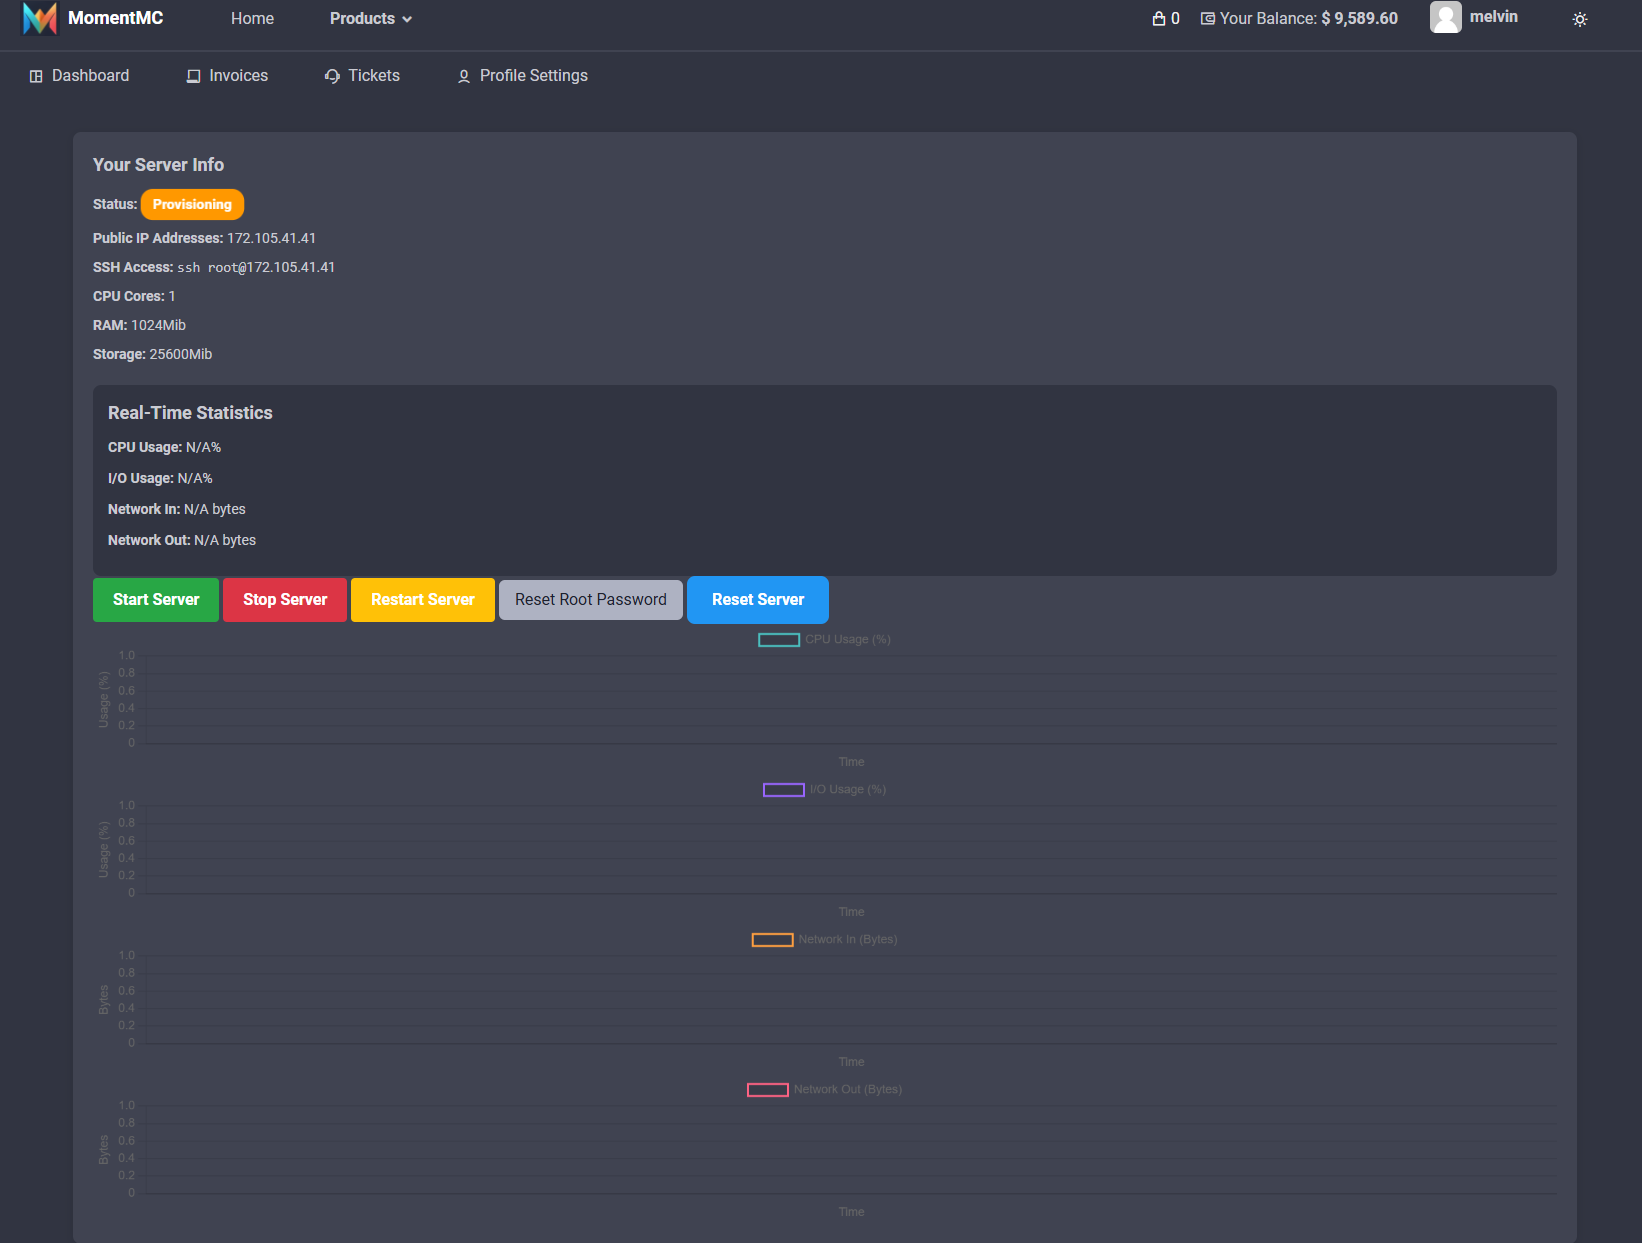 MomentMC Home Products 0 Your Balance: $ 9,589.60 melvin
Dashboard Invoices Tickets Profile Settings
Your Server Info
Status: Provisioning
Public IP Addresses: 172.105.41.41
SSH Access: ssh root@172.105.41.41
CPU Cores: 1
RAM: 1024Mib
Storage: 25600Mib
Real-Time Statistics
CPU Usage: N/A%
I/O Usage: N/A%
Network In: N/A bytes
Network Out: N/A bytes
Start Server Stop Server Restart Server Reset Root Password Reset Server
CPU Usage (%)
Usage (%)
1.0
0.8
0.6
0.4
0.2
0
Time
I/O Usage (%)
Usage (%)
1.0
0.8
0.6
0.4
0.2
0
Time
Network In (Bytes)
Bytes
1.0
0.8
0.6
0.4
0.2
0
Time
Network Out (Bytes)
Bytes
1.0
0.8
0.6
0.4
0.2
0
Time